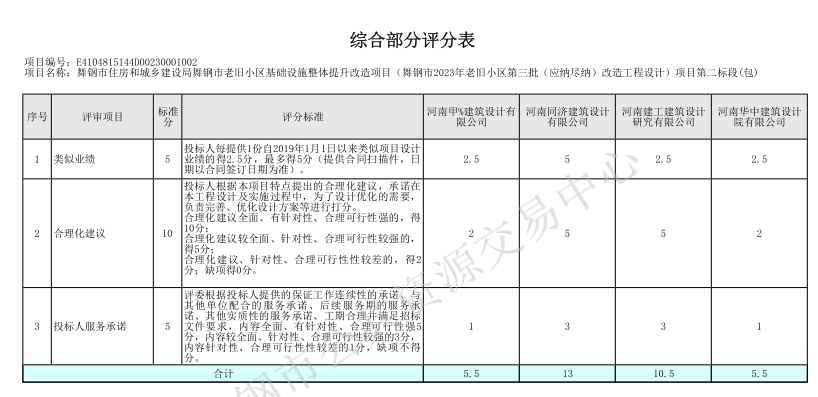 综合部分评分表
项目编号：E4104815144D00230001002
项目名称：舞钢市住房和城乡建设局舞钢市老旧小区基础设施整体提升改造项目（舞钢市2023年老旧小区第三批（应纳尽纳）改造工程设计）项目第二标段(包)
序号 评审项目 标准分 评分标准 河南甲%建筑设计有限公司 河南同济建筑设计有限公司 河南建工建筑设计研究有限公司 河南华中建筑设计院有限公司
1 类似业绩 5 投标人每提供1份自2019年1月1日以来类似项目设计
业绩的得2.5分，最多得5分（提供合同扫描件，日
期以合同签订日期为准）。
2.5 5 2.5 2.5
2 合理化建议 10 投标人根据本项目特点提出的合理化建议，承诺在
本工程设计及实施过程中，为了设计优化的需要，
负责完善、优化设计方案等进行打分。
合理化建议全面、有针对性、合理可行性强的，得
10分；
合理化建议较全面、针对性、合理可行性较强的，
得5分；
合理化建议、针对性、合理可行性性较差的，得2
分；缺项得0分。
2 5 5 2
3 投标人服务承诺 5 评委根据投标人提供的保证工作连续性的承诺、与
其他单位配合的服务承诺、后续服务期的服务承
诺、其他实质性的服务承诺、工期合理并满足招标
文件要求，内容全面、有针对性、合理可行性强5
分，内容较全面、针对性、合理可行性较强的3分，
内容针对性、合理可行性性较差的1分，缺项不得
分。
1 3 3 1
合计 5.5 13 10.5 5.5